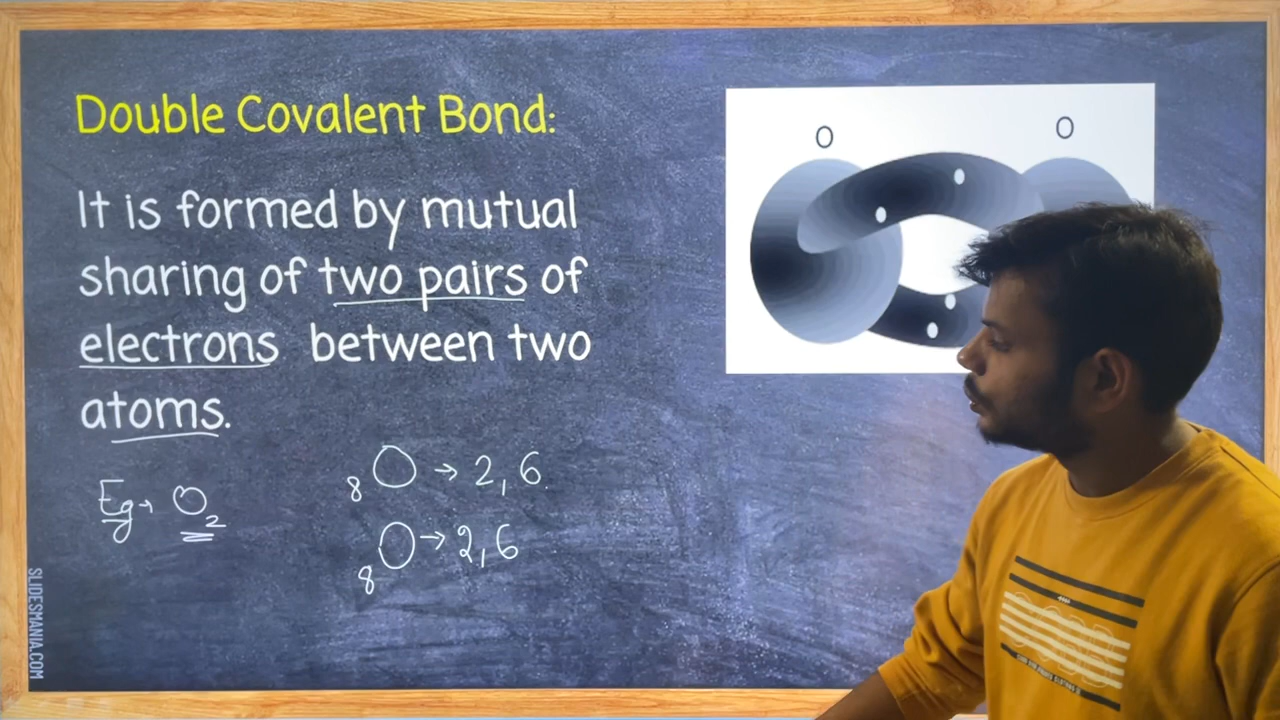 Double Covalent Bond:
It is formed by mutual
sharing of two pairs of
electrons between two
atoms.
Eg → O₂
₈O → 2,6
₈O → 2,6
O
O
SLIDESMANIA.COM